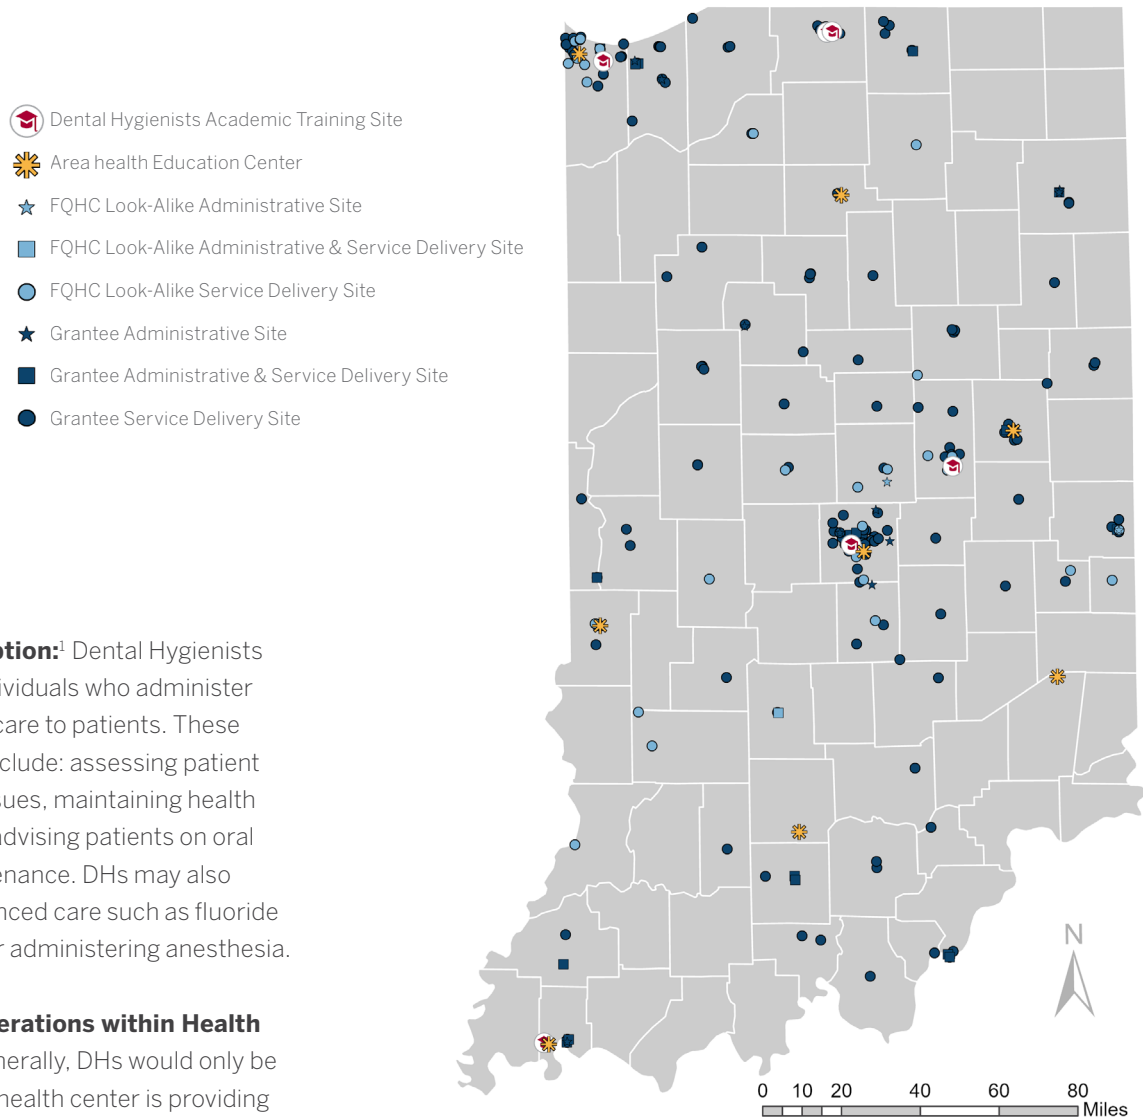 Dental Hygienists Academic Training Site
Area health Education Center
FQHC Look-Alike Administrative Site
FQHC Look-Alike Administrative & Service Delivery Site
FQHC Look-Alike Service Delivery Site
Grantee Administrative Site
Grantee Administrative & Service Delivery Site
Grantee Service Delivery Site
ption:1 Dental Hygienists
ividuals who administer
care to patients. These
clude: assessing patient
sues, maintaining health
advising patients on oral
enance. DHs may also
nced care such as fluoride
r administering anesthesia.
erations within Health
nerally, DHs would only be
health center is providing
N
0 10 20 40 60 80
Miles